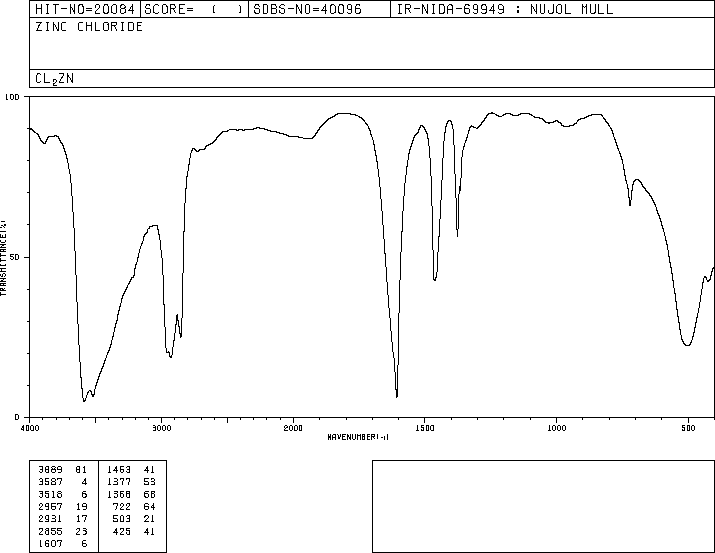 HIT-NO=20084 SCORE= ( ) SDBS-NO=40096 IR-NIDA-69949 : NUJOL MULL
ZINC CHLORIDE
CL2ZN
100
50
0
TRANSMITTANCE(%)
4000 3000 2000 1500 1000 500
WAVENUMBER(-1)
3889 81 1463 41
3587 4 1377 53
3518 6 1368 68
2957 19 722 64
2931 17 503 21
2855 23 425 41
1607 6